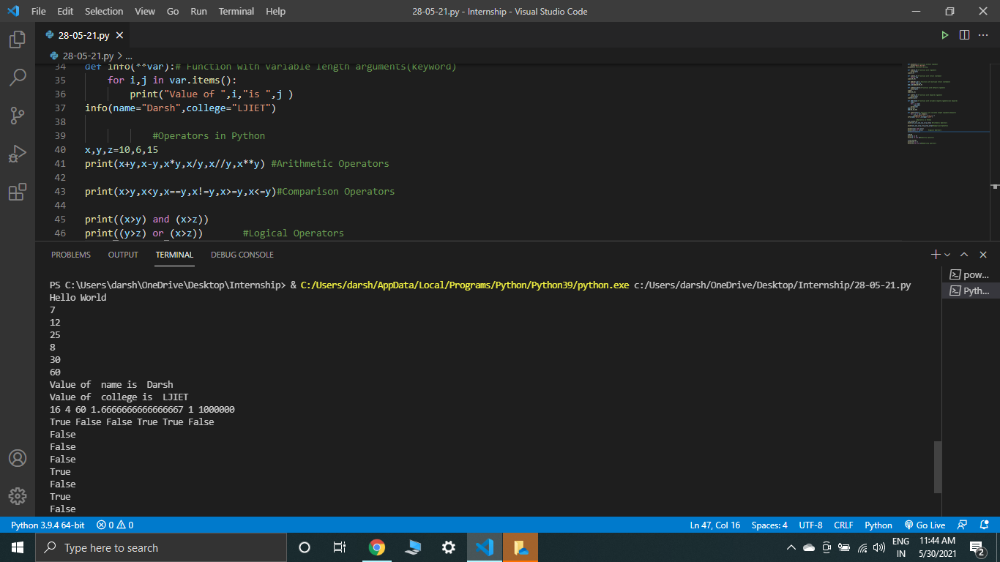 File Edit Selection View Go Run Terminal Help 28-05-21.py - Internship - Visual Studio Code
28-05-21.py
28-05-21.py > ...
34 def info(**var):# Function with variable length arguments(keyword)
35 for i,j in var.items():
36 print("Value of ",i,"is ",j )
37 info(name="Darsh",college="LJIET")
38
39 #Operators in Python
40 x,y,z=10,6,15
41 print(x+y,x-y,x*y,x/y,x//y,x**y) #Arithmetic Operators
42
43 print(x>y,x<y,x==y,x!=y,x>=y,x<=y)#Comparison Operators
44
45 print((x>y) and (x>z))
46 print((y>z) or (x>z)) #Logical Operators
PROBLEMS OUTPUT TERMINAL DEBUG CONSOLE
PS C:\Users\darsh\OneDrive\Desktop\Internship> & C:/Users/darsh/AppData/Local/Programs/Python/Python39/python.exe c:/Users/darsh/OneDrive/Desktop/Internship/28-05-21.py
Hello World
7
12
25
8
30
60
Value of  name is  Darsh
Value of  college is  LJIET
16 4 60 1.6666666666666667 1 1000000
True False False True True False
False
False
False
True
False
True
False
pow...
Pyth...
Python 3.9.4 64-bit 0 0 Ln 47, Col 16 Spaces: 4 UTF-8 CRLF Python Go Live
Type here to search
ENG
IN
11:44 AM
5/30/2021
2